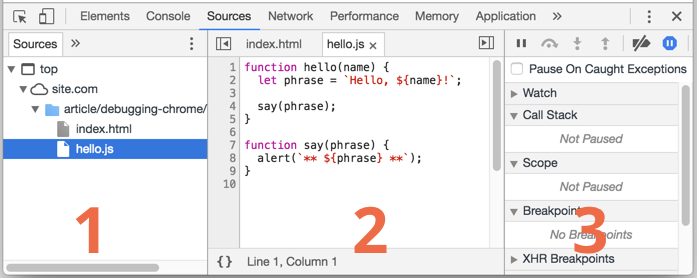 Elements Console Sources Network Performance Memory Application »
Sources »
top
site.com
article/debugging-chrome/
index.html
hello.js
1
index.html hello.js ×
1 function hello(name) {
2 let phrase = `Hello, ${name}!`;
3
4 say(phrase);
5 }
6
7 function say(phrase) {
8 alert(`** ${phrase} **`);
9 }
10
2
{} Line 1, Column 1
Pause On Caught Exceptions
Watch
Call Stack
Not Paused
Scope
Not Paused
Breakpoints
No Breakpoints
3
XHR Breakpoints